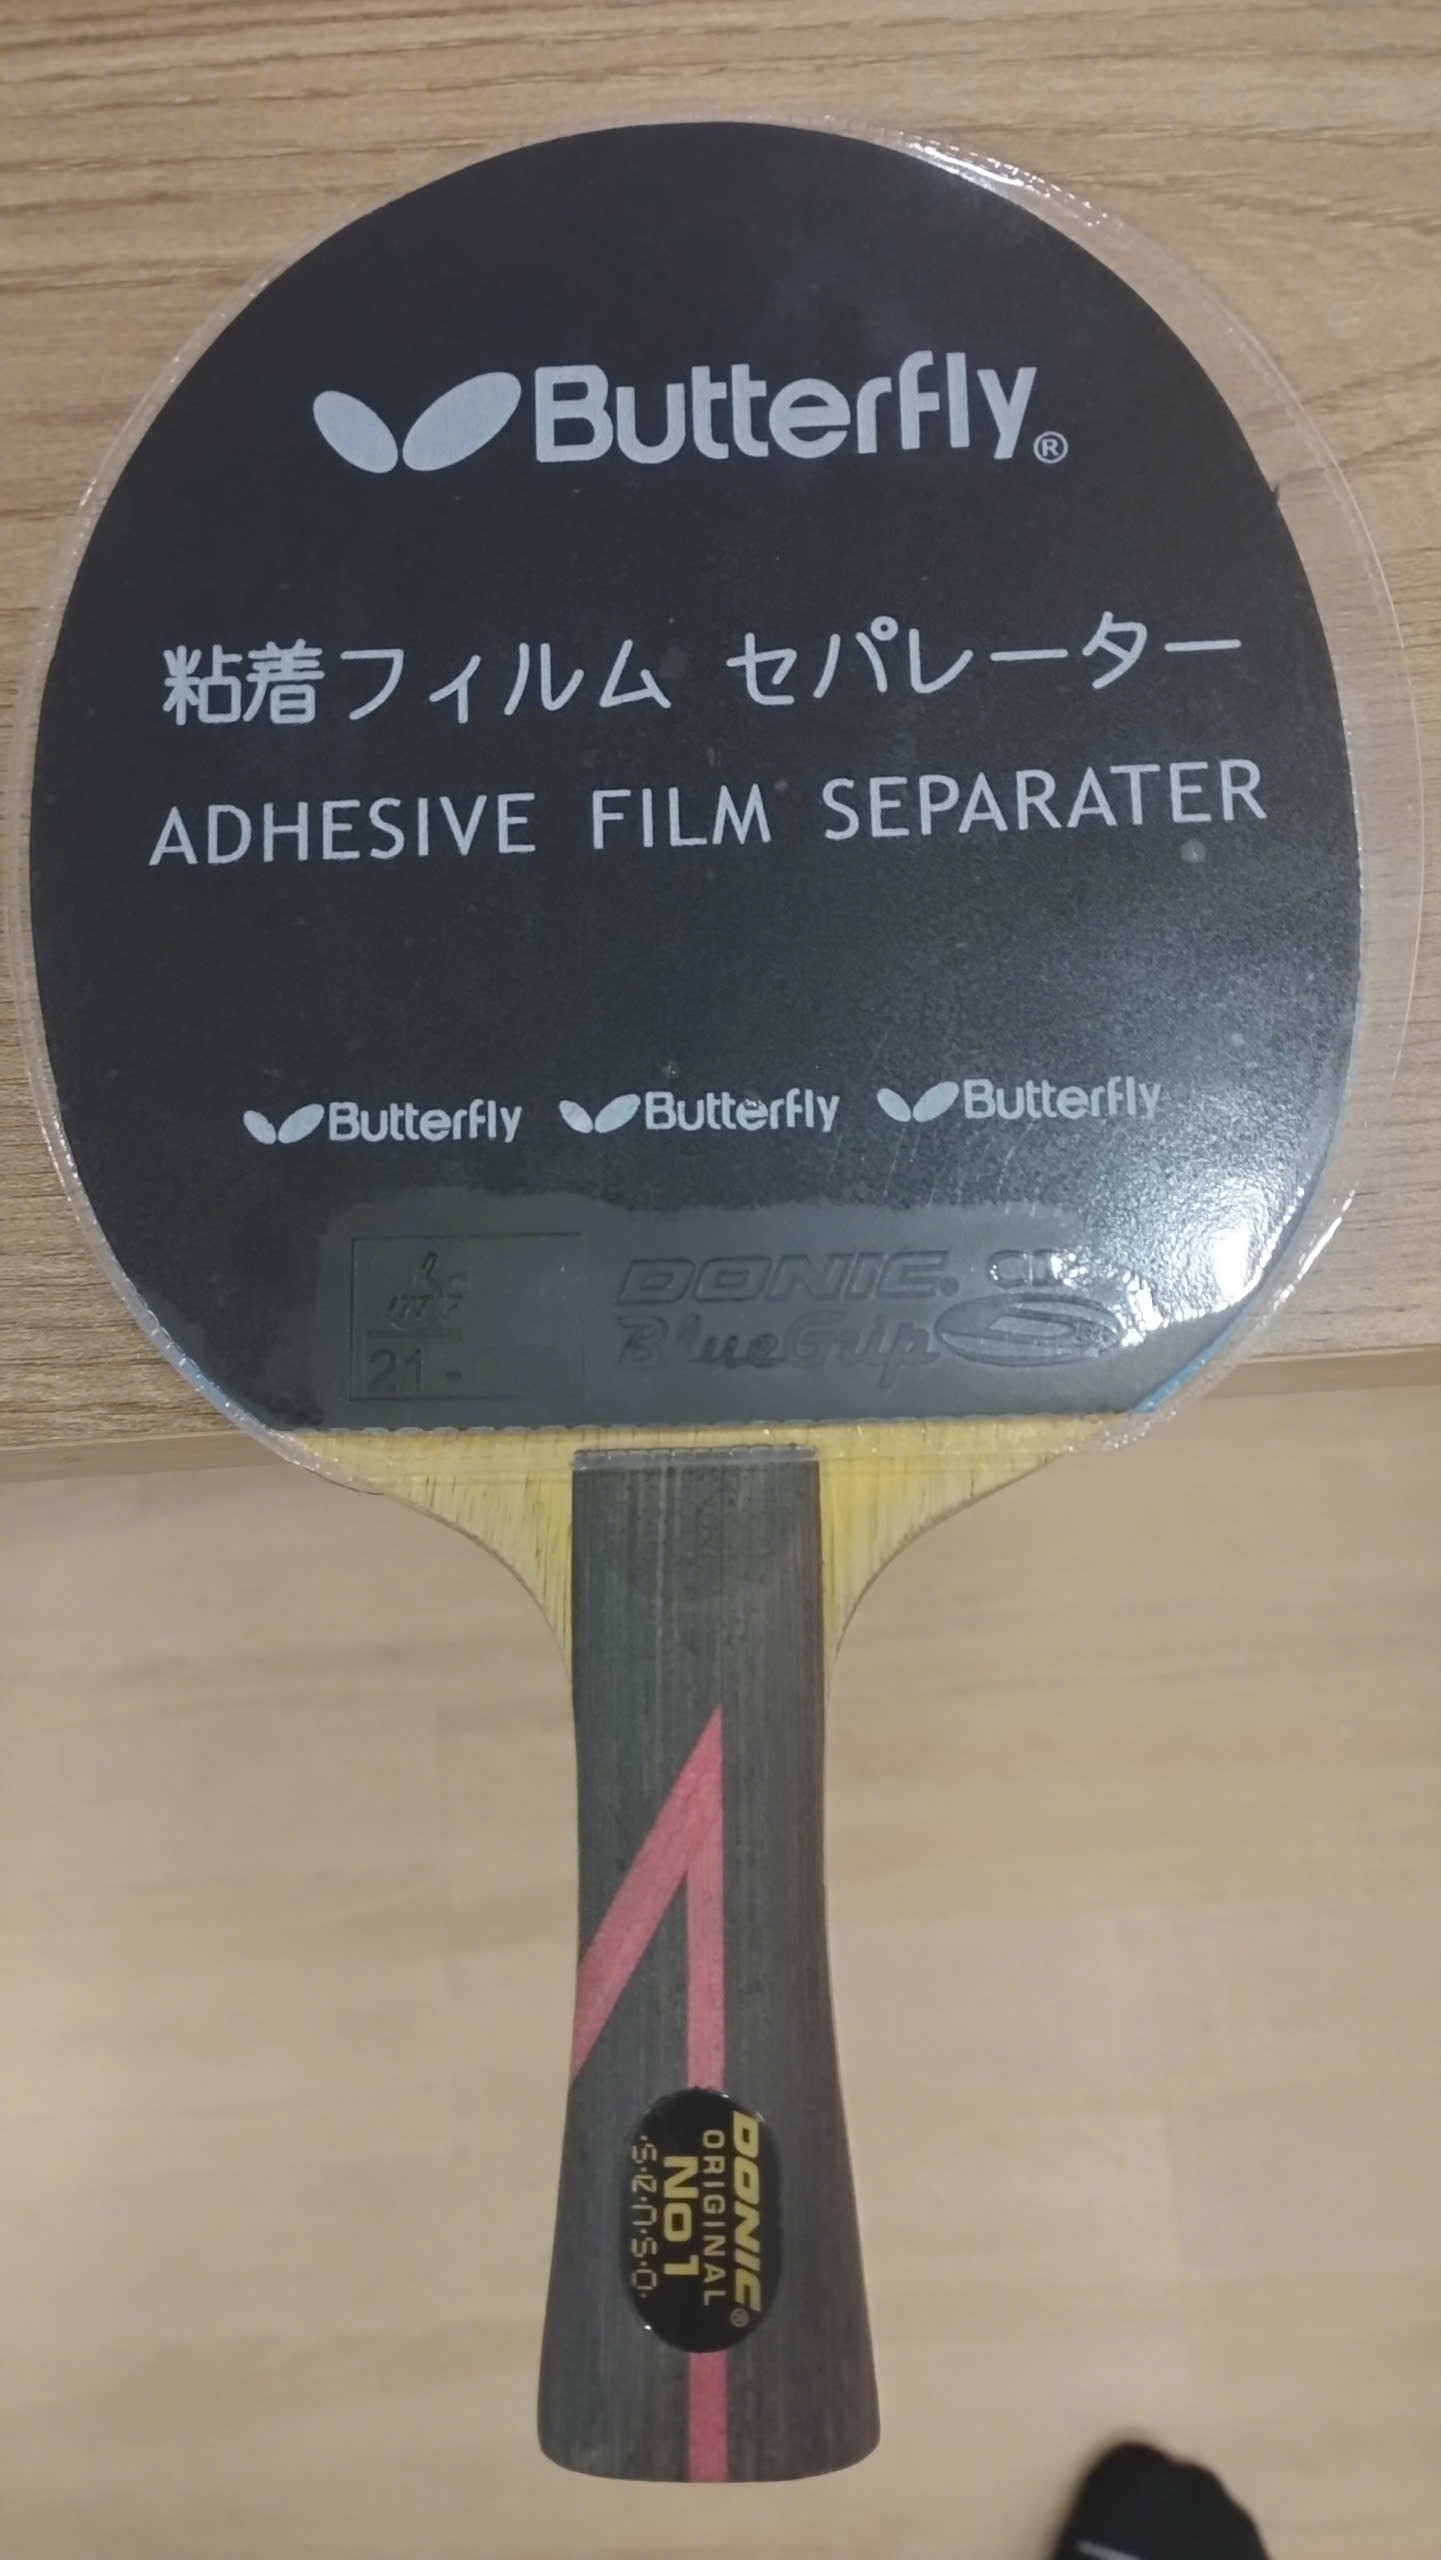 Butterfly®
粘着フィルム セパレーター
ADHESIVE FILM SEPARATER
Butterfly Butterfly Butterfly
DONIC
BlueGrip
21-
DONIC®
ORIGINAL
No1